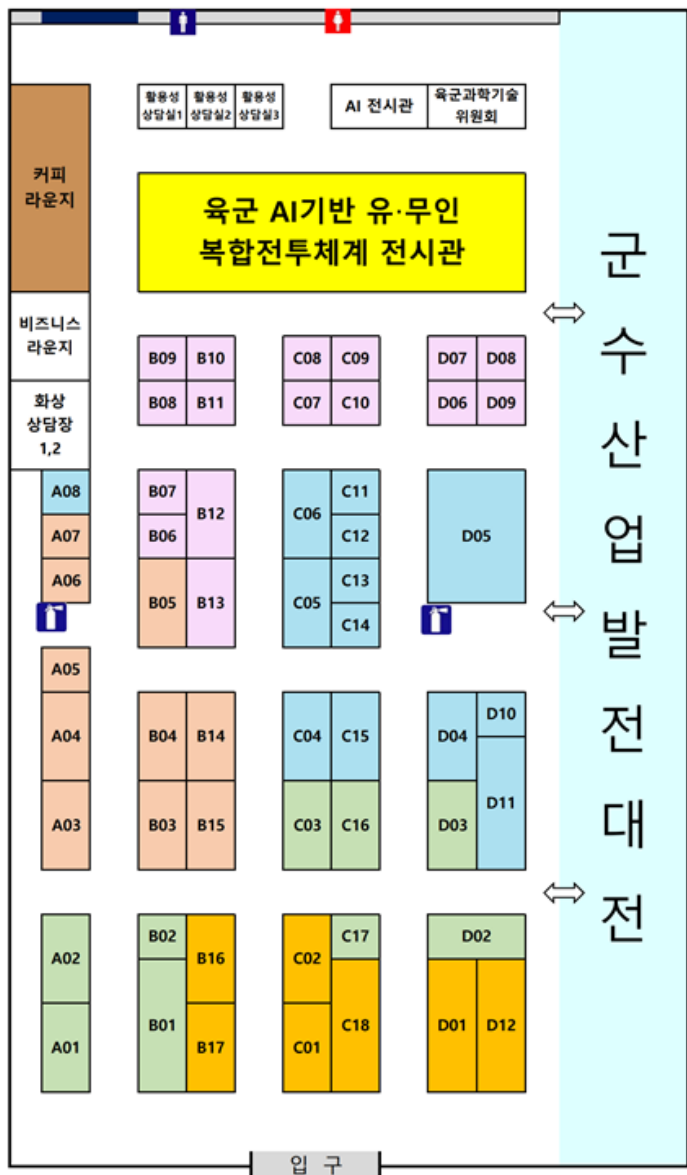 활용성
상담실1
활용성
상담실2
활용성
상담실3
AI 전시관
육군과학기술
위원회
커피
라운지
육군 AI기반 유·무인
복합전투체계 전시관
군수산업발전대전
비즈니스
라운지
화상
상담장
1,2
B09 B10 C08 C09 D07 D08
B08 B11 C07 C10 D06 D09
A08 B07 B12 C06 C11 D05
A07 B06 C12
A06 B05 B13 C05 C13
C14
A05
A04 B04 B14 C04 C15 D04 D10
A03 B03 B15 C03 C16 D03 D11
A02 B02 B16 C02 C17 D02
A01 B01 B17 C01 C18 D01 D12
입 구